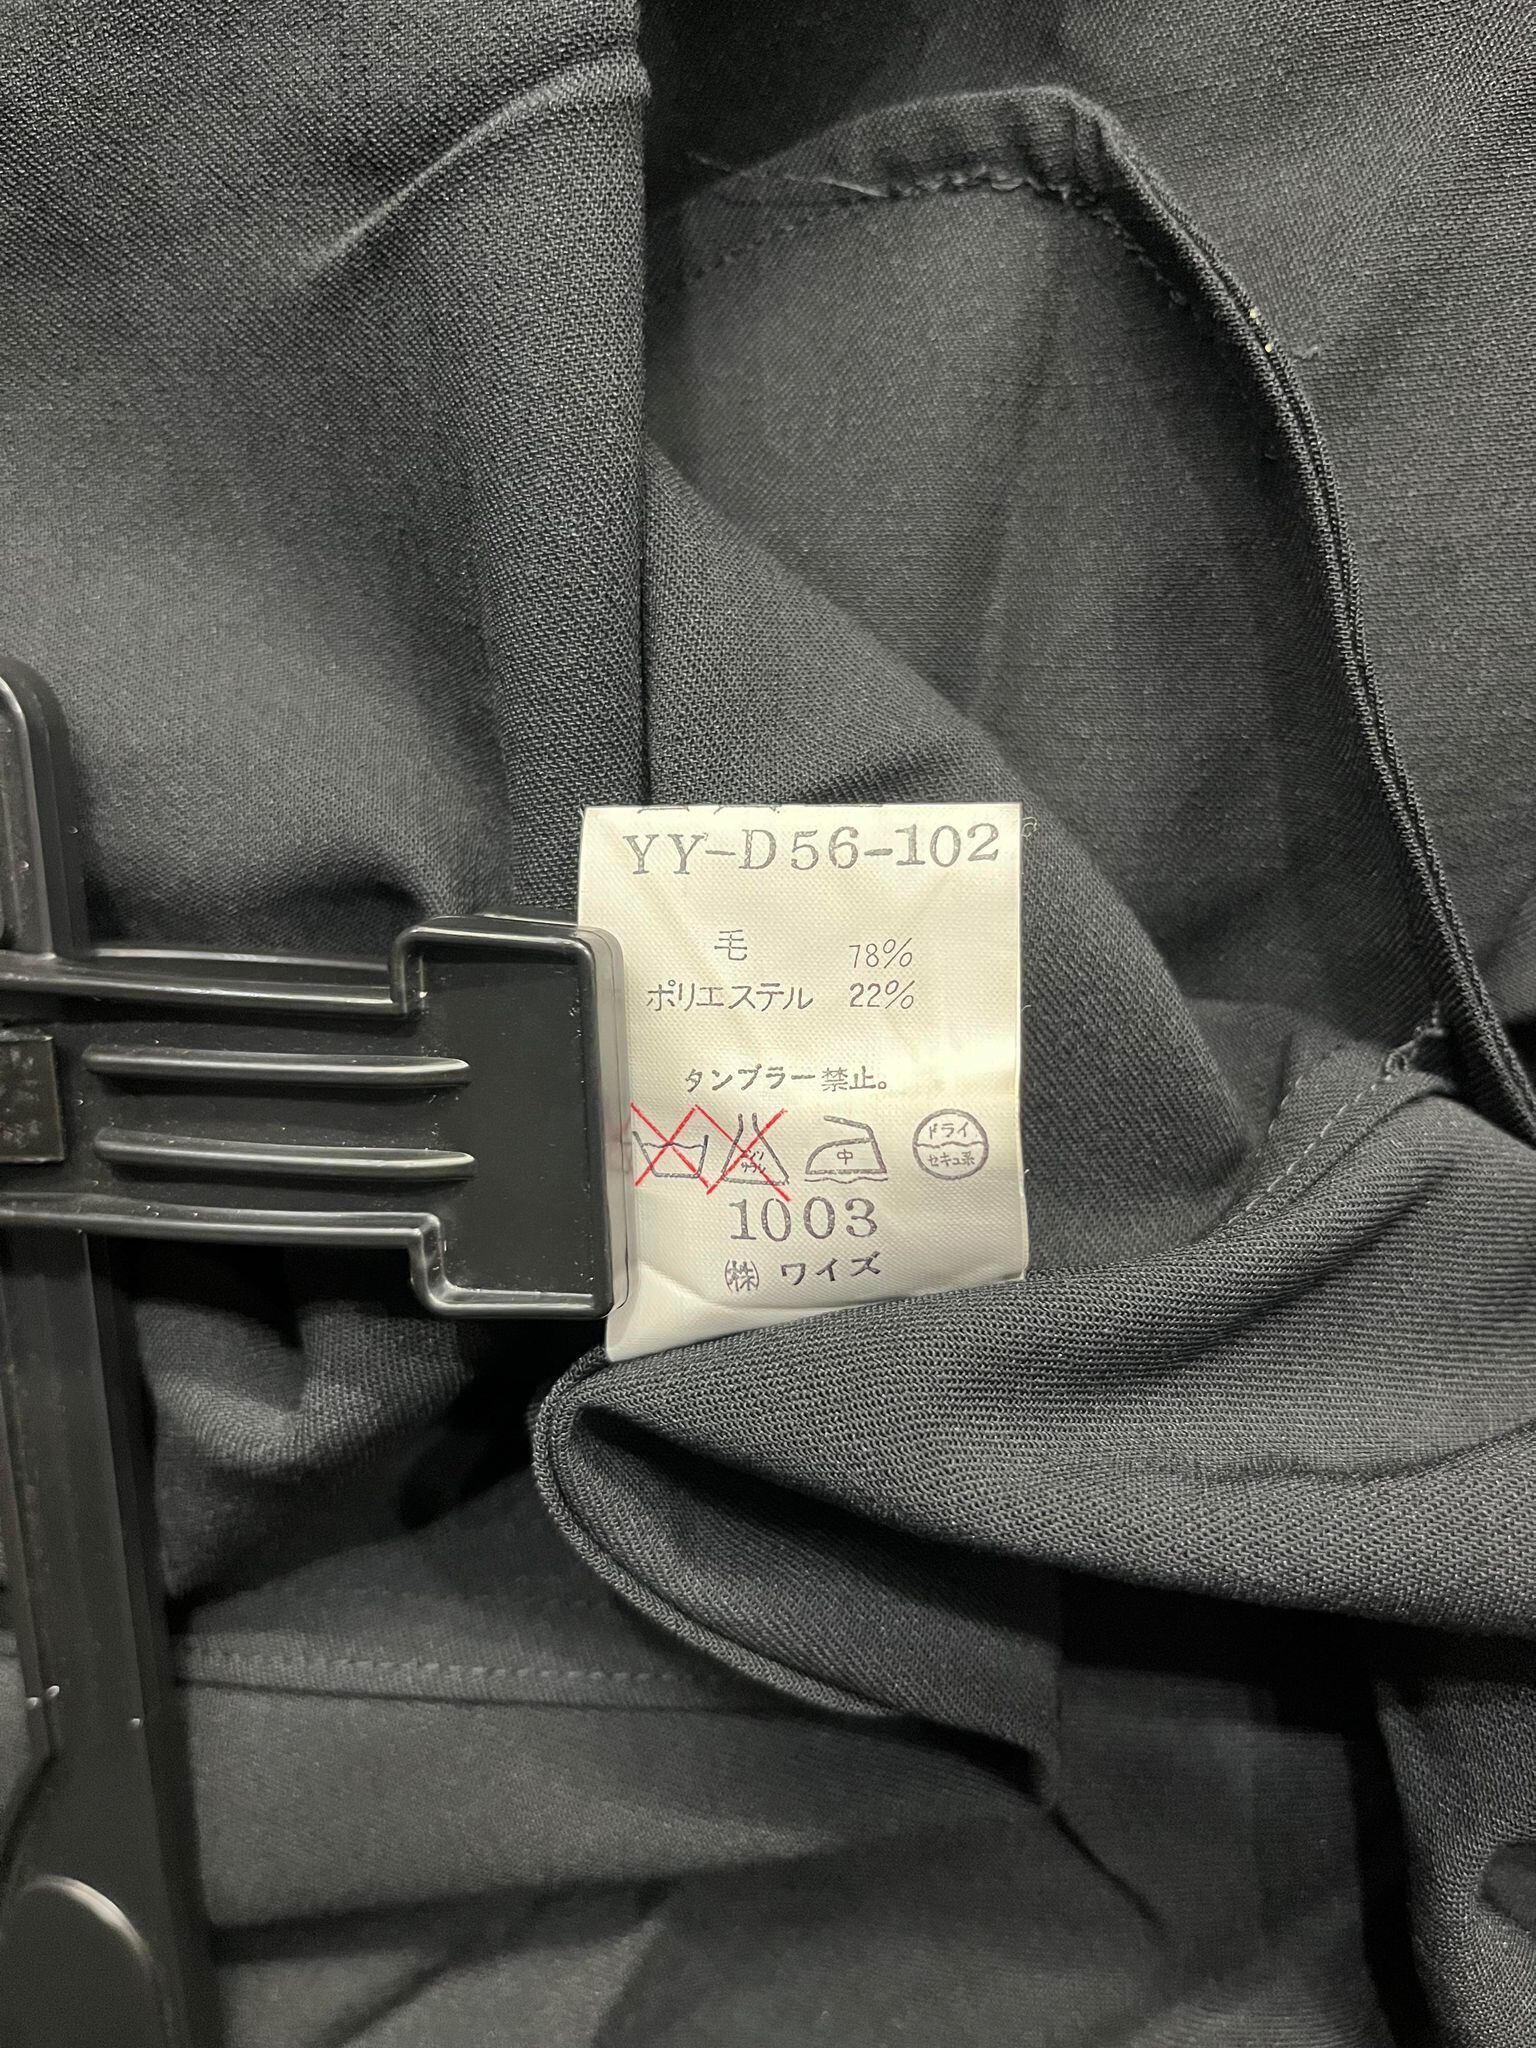 YY-D56-102
毛 78%
ポリエステル 22%
タンブラー禁止。
中 ドライ
セキユ系
1003
㈱ ワイズ